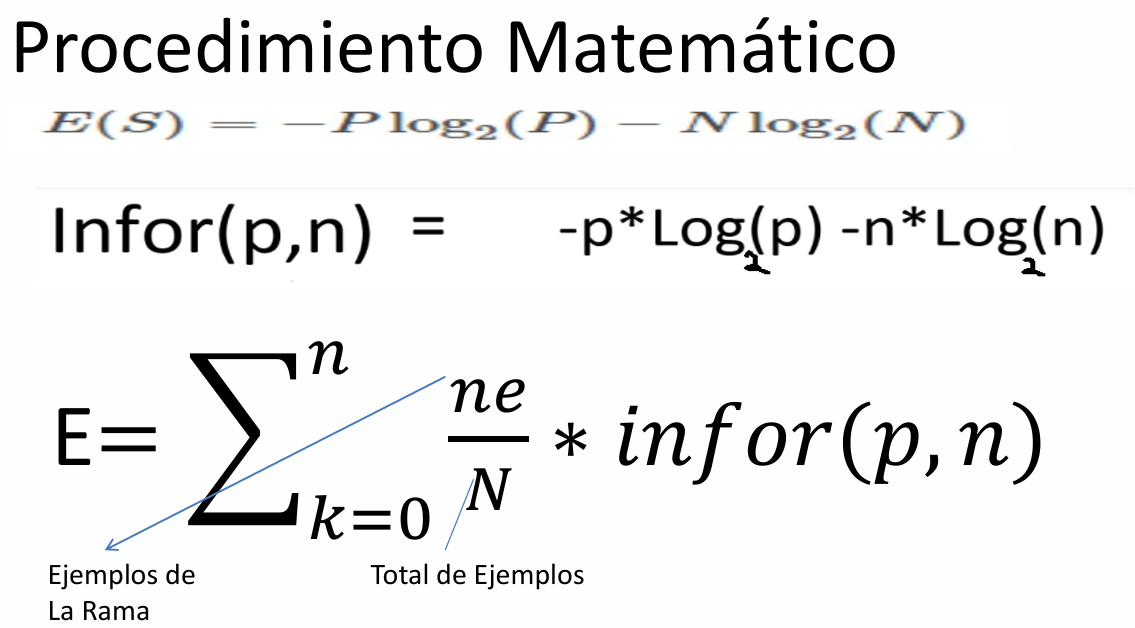 Procedimiento Matemático
E(S) = −P log₂(P) − N log₂(N)
Infor(p,n) = -p*Log₂(p) -n*Log₂(n)
E= ∑ⁿₖ₌₀ ne/N * infor(p,n)
Ejemplos de
La Rama
Total de Ejemplos